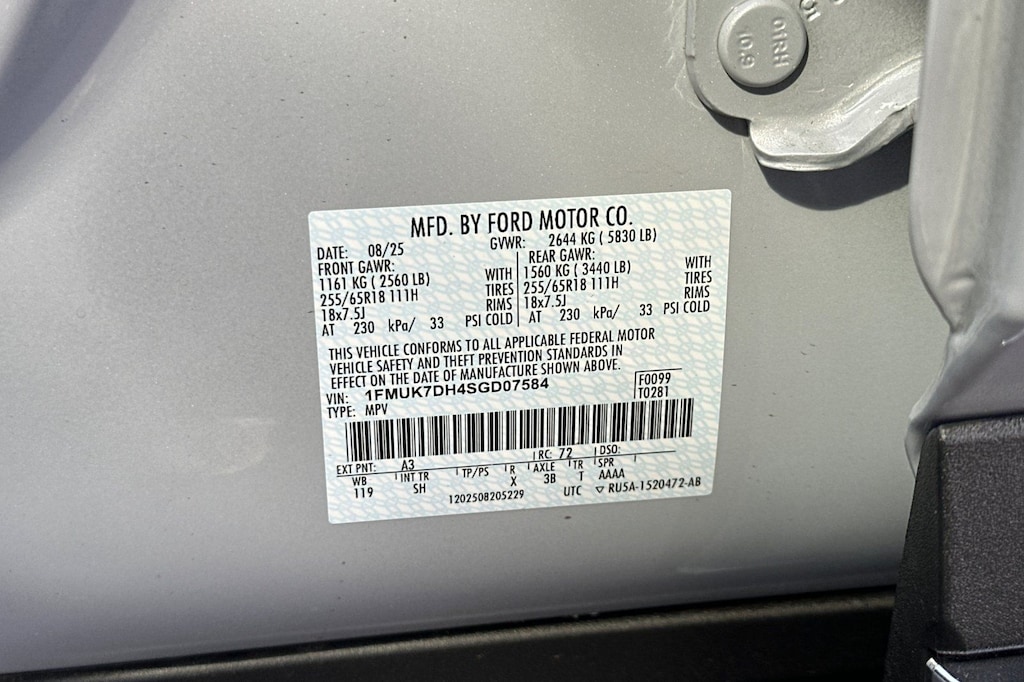 01RH
10.9
MFD. BY FORD MOTOR CO.
DATE: 08/25 GVWR: 2644 KG ( 5830 LB)
FRONT GAWR: REAR GAWR:
1161 KG ( 2560 LB) WITH 1560 KG ( 3440 LB) WITH
255/65R18 111H TIRES 255/65R18 111H TIRES
18x7.5J RIMS 18x7.5J RIMS
AT 230 kPa/ 33 PSI COLD AT 230 kPa/ 33 PSI COLD
THIS VEHICLE CONFORMS TO ALL APPLICABLE FEDERAL MOTOR
VEHICLE SAFETY AND THEFT PREVENTION STANDARDS IN
EFFECT ON THE DATE OF MANUFACTURE SHOWN ABOVE.
VIN: 1FMUK7DH4SGD07584 F0099
TYPE: MPV T0281
EXT PNT: A3 RC: 72 DSO:
WB INT TR TP/PS R AXLE TR SPR
119 SH X 3B T AAAA
1202508205229 UTC ▽ RU5A-1520472-AB